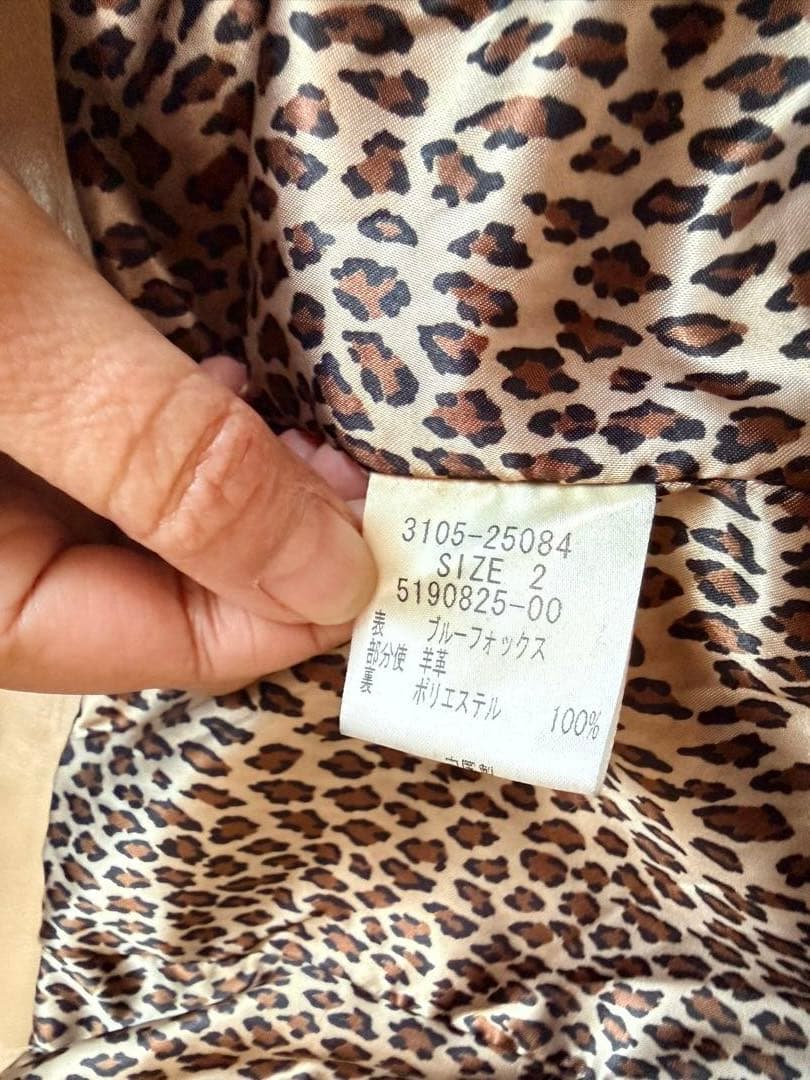 3105-25084
SIZE 2
5190825-00
表 ブルーフォックス
部分使 羊革
裏 ポリエステル 100%